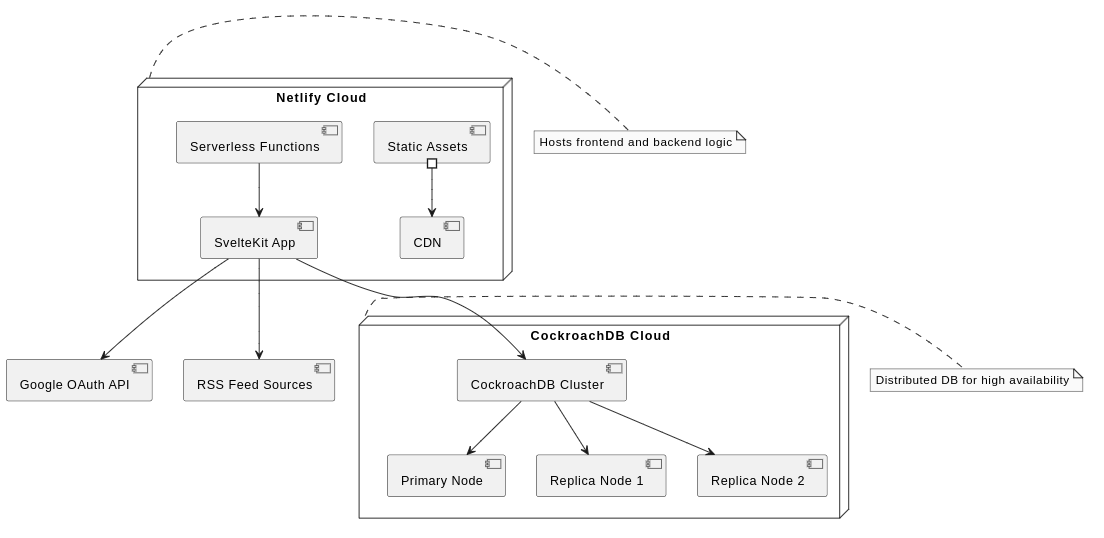 Netlify Cloud
Serverless Functions
Static Assets
Hosts frontend and backend logic
SvelteKit App
CDN
CockroachDB Cloud
Google OAuth API
RSS Feed Sources
CockroachDB Cluster
Distributed DB for high availability
Primary Node
Replica Node 1
Replica Node 2